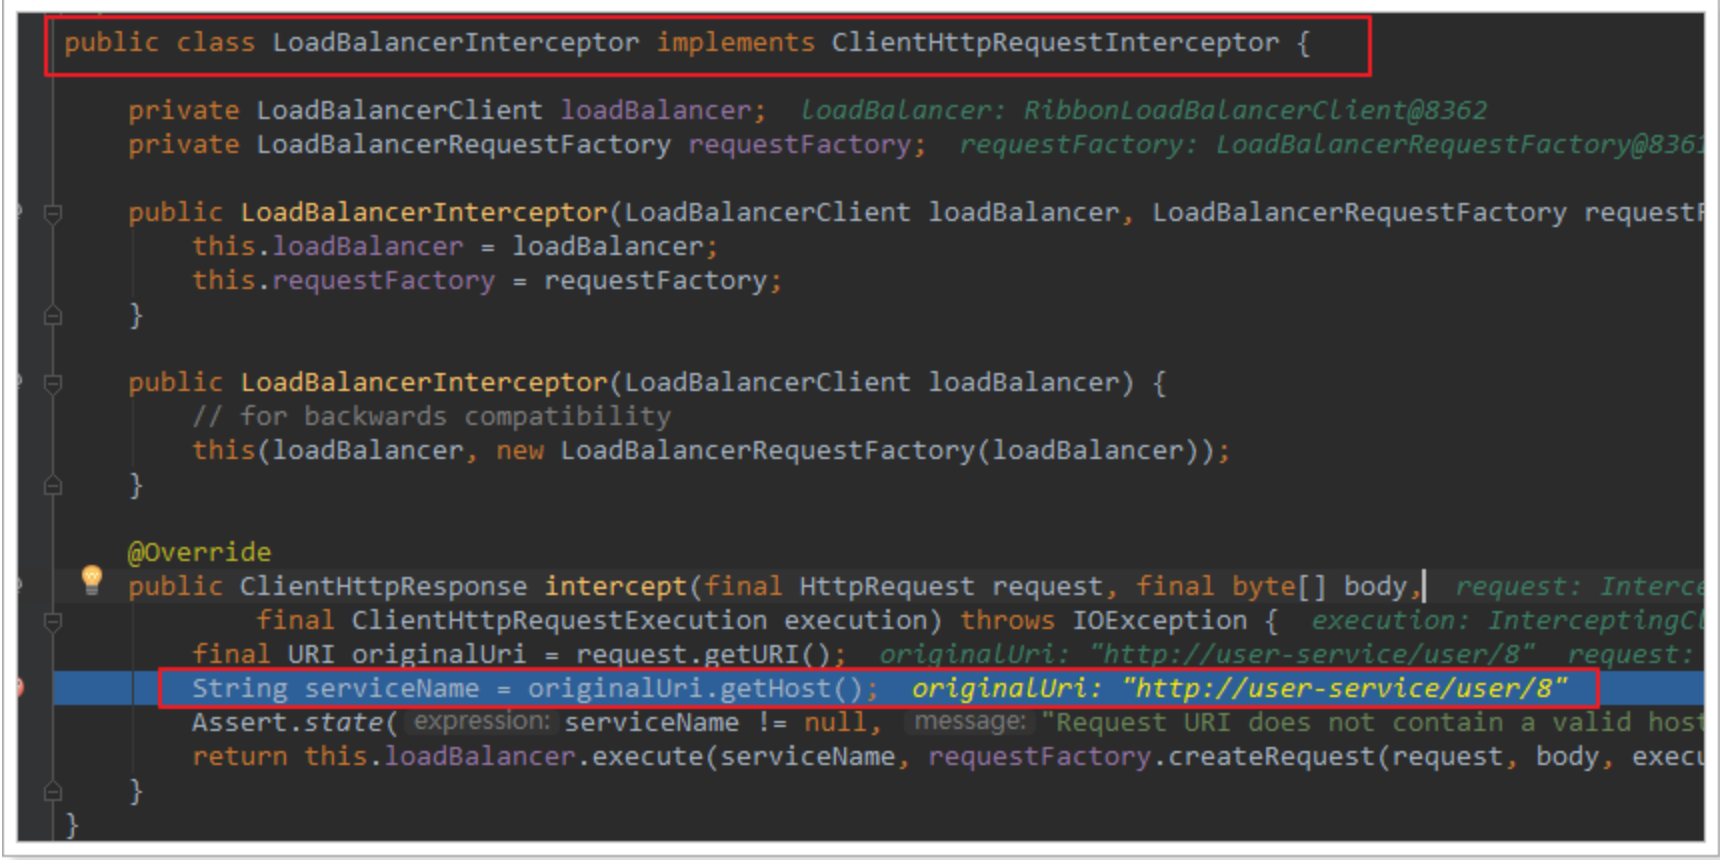 public class LoadBalancerInterceptor implements ClientHttpRequestInterceptor {
private LoadBalancerClient loadBalancer; loadBalancer: RibbonLoadBalancerClient@8362
private LoadBalancerRequestFactory requestFactory; requestFactory: LoadBalancerRequestFactory@8361
public LoadBalancerInterceptor(LoadBalancerClient loadBalancer, LoadBalancerRequestFactory requestF
this.loadBalancer = loadBalancer;
this.requestFactory = requestFactory;
}
public LoadBalancerInterceptor(LoadBalancerClient loadBalancer) {
// for backwards compatibility
this(loadBalancer, new LoadBalancerRequestFactory(loadBalancer));
}
@Override
public ClientHttpResponse intercept(final HttpRequest request, final byte[] body, request: Interce
final ClientHttpRequestExecution execution) throws IOException { execution: InterceptingCl
final URI originalUri = request.getURI(); originalUri: "http://user-service/user/8" request:
String serviceName = originalUri.getHost(); originalUri: "http://user-service/user/8"
Assert.state( expression: serviceName != null, message: "Request URI does not contain a valid host
return this.loadBalancer.execute(serviceName, requestFactory.createRequest(request, body, execu
}
}